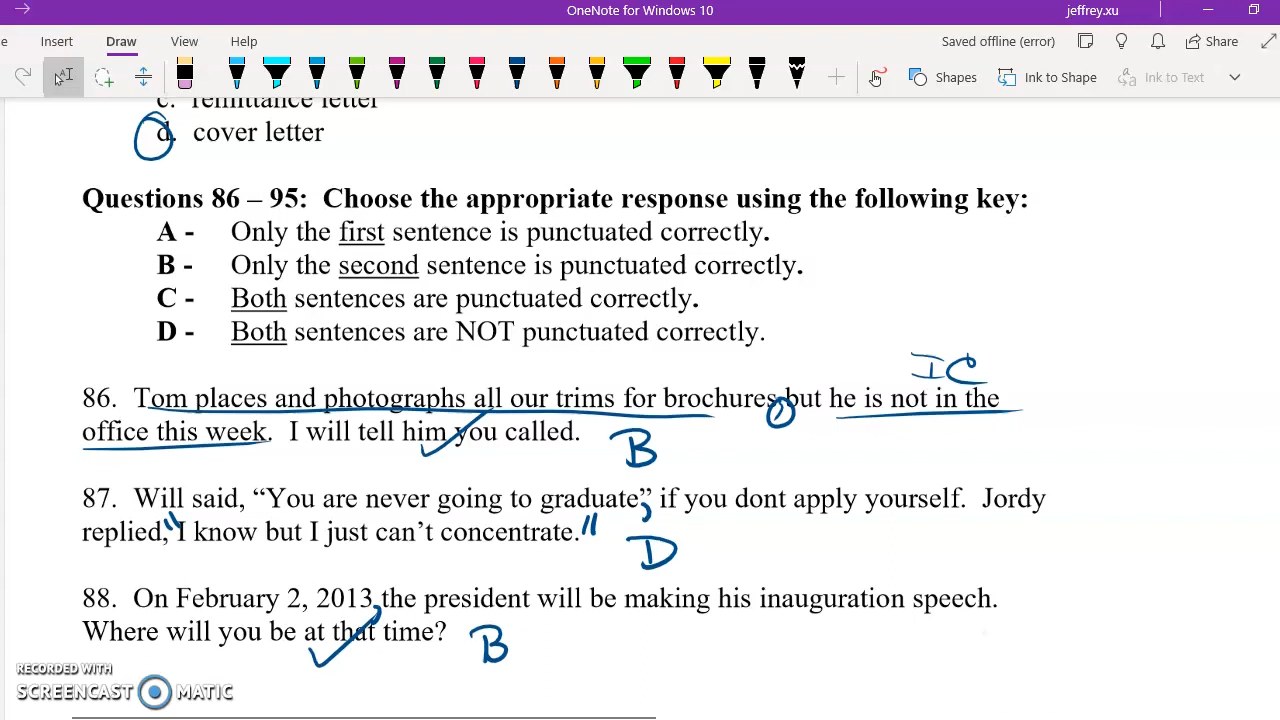 OneNote for Windows 10
jeffrey.xu
e Insert Draw View Help
Saved offline (error)
Share
Shapes
Ink to Shape
Ink to Text
c. remittance letter
d. cover letter
Questions 86 – 95: Choose the appropriate response using the following key:
A - Only the first sentence is punctuated correctly.
B - Only the second sentence is punctuated correctly.
C - Both sentences are punctuated correctly.
D - Both sentences are NOT punctuated correctly.
IC
86. Tom places and photographs all our trims for brochures, but he is not in the
office this week. I will tell him you called. B
87. Will said, “You are never going to graduate”, if you dont apply yourself. Jordy
replied, "I know but I just can’t concentrate." D
88. On February 2, 2013, the president will be making his inauguration speech.
Where will you be at that time? B
RECORDED WITH
SCREENCAST MATIC